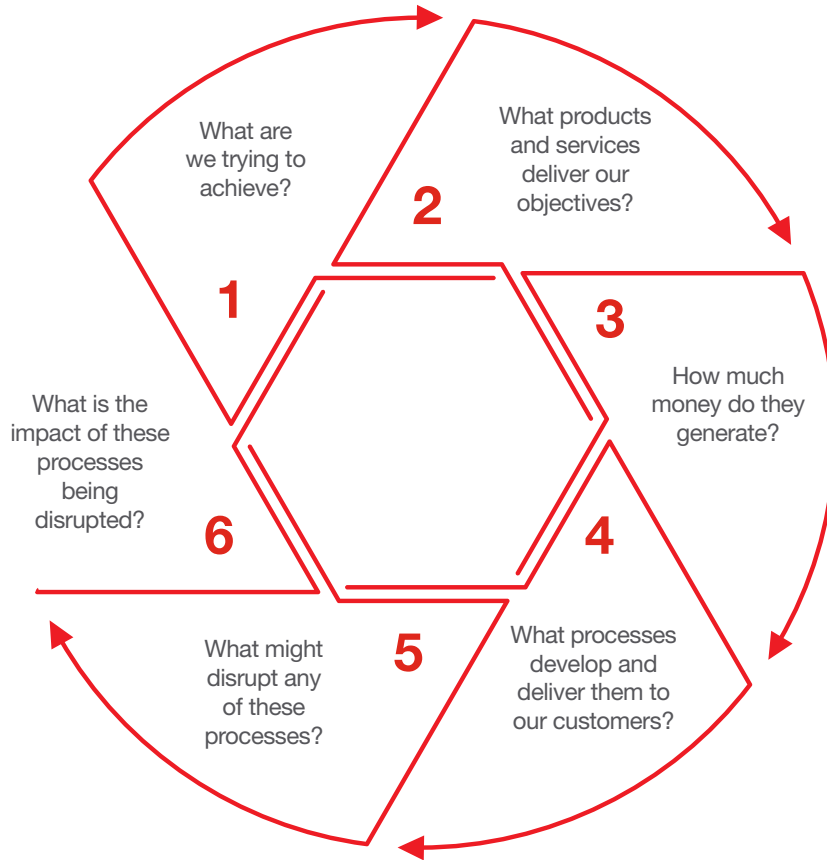 1
What are
we trying to
achieve?
2
What products
and services
deliver our
objectives?
3
How much
money do they
generate?
4
What processes
develop and
deliver them to
our customers?
5
What might
disrupt any
of these
processes?
6
What is the
impact of these
processes
being
disrupted?